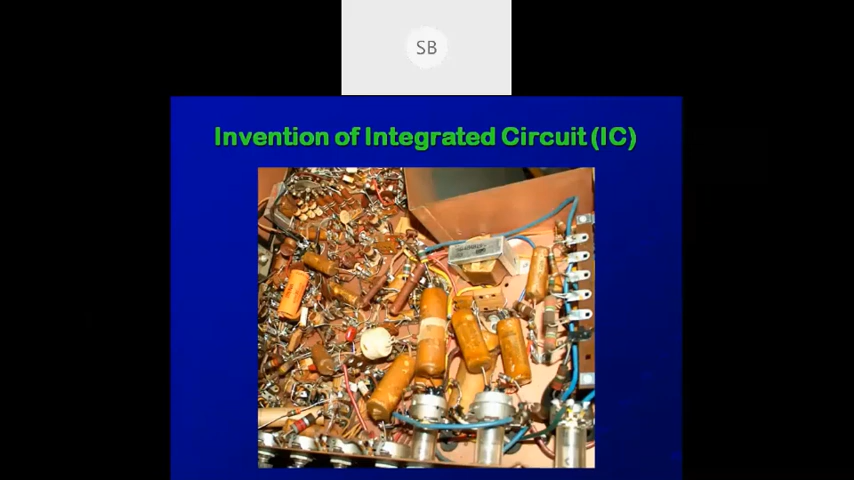 SB
Invention of Integrated Circuit (IC)